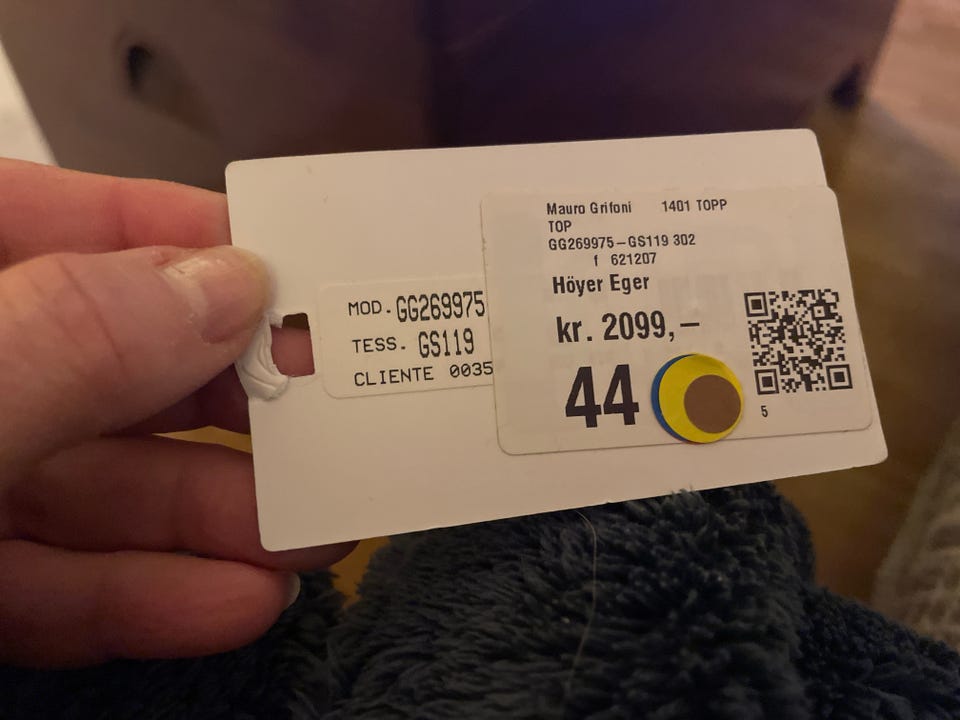 Mauro Grifoni 1401 TOPP
TOP
GG269975-GS119 302
f 621207
Höyer Eger
kr. 2099,-
44
5
MOD. GG269975
TESS. GS119
CLIENTE 0035